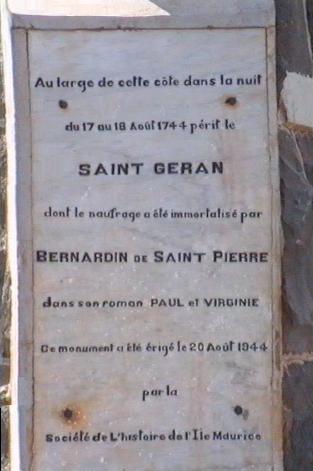 Au large de cette côte dans la nuit
du 17 au 18 Août 1744 périt le
SAINT GERAN
dont le naufrage a été immortalisé par
BERNARDIN DE SAINT PIERRE
dans son roman PAUL et VIRGINIE
Ce monument a été érigé le 20 Août 1944
par la
Société de L'histoire de l'Ile Maurice